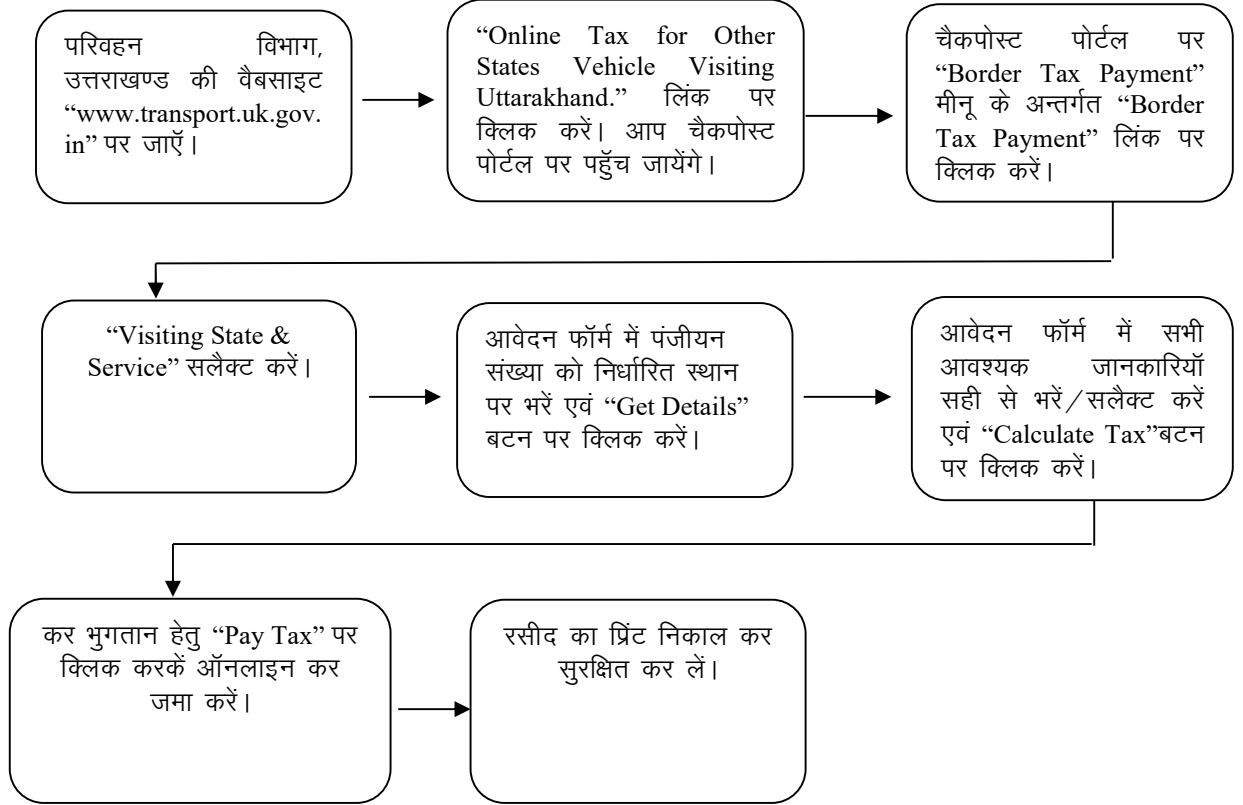 परिवहन विभाग,
उत्तराखण्ड की वैबसाइट
“www.transport.uk.gov.
in” पर जाएॅ।
“Online Tax for Other
States Vehicle Visiting
Uttarakhand.” लिंक पर
क्लिक करें। आप चैकपोस्ट
पोर्टल पर पहुॅच जायेंगे।
चैकपोस्ट पोर्टल पर
“Border Tax Payment”
मीनू के अन्तर्गत “Border
Tax Payment” लिंक पर
क्लिक करें।
“Visiting State &
Service” सलैक्ट करें।
आवेदन फॉर्म में पंजीयन
संख्या को निर्धारित स्थान
पर भरें एवं “Get Details”
बटन पर क्लिक करें।
आवेदन फॉर्म में सभी
आवश्यक जानकारियॉ
सही से भरें/सलैक्ट करें
एवं “Calculate Tax”बटन
पर क्लिक करें।
कर भुगतान हेतु “Pay Tax” पर
क्लिक करकें ऑनलाइन कर
जमा करें।
रसीद का प्रिंट निकाल कर
सुरक्षित कर लें।